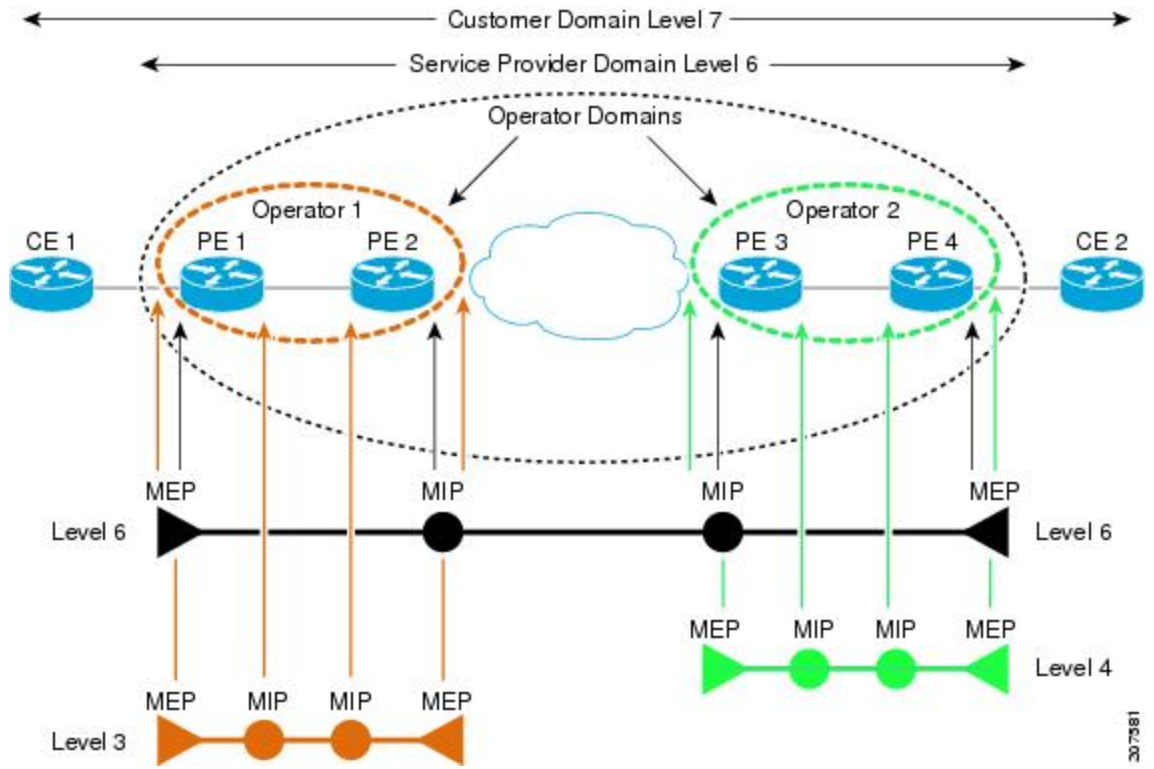 Customer Domain Level 7
Service Provider Domain Level 6
Operator Domains
Operator 1
Operator 2
CE 1
PE 1
PE 2
PE 3
PE 4
CE 2
MEP
MIP
MIP
MEP
Level 6
Level 6
MEP
MIP
MIP
MEP
Level 4
MEP
MIP
MIP
MEP
Level 3
207581